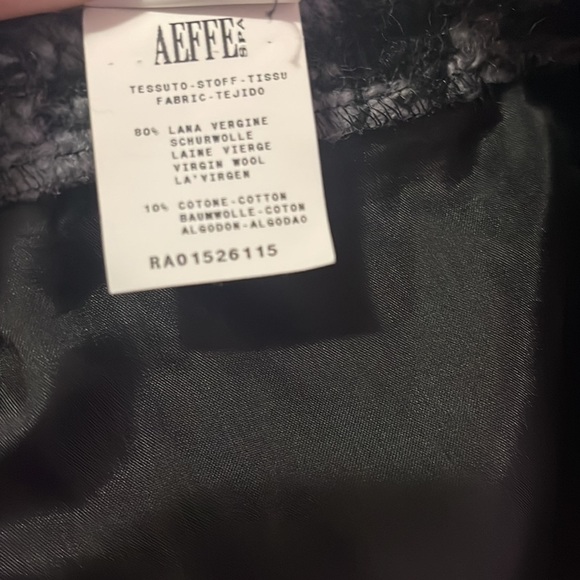 AEFFE SPA
TESSUTO-STOFF-TISSU
FABRIC-TEJIDO
80% LANA VERGINE
SCHURWOLLE
LAINE VIERGE
VIRGIN WOOL
LA'VIRGEN
10% COTONE-COTTON
BAUMWOLLE-COTON
ALGODON-ALGODAO
RA01526115